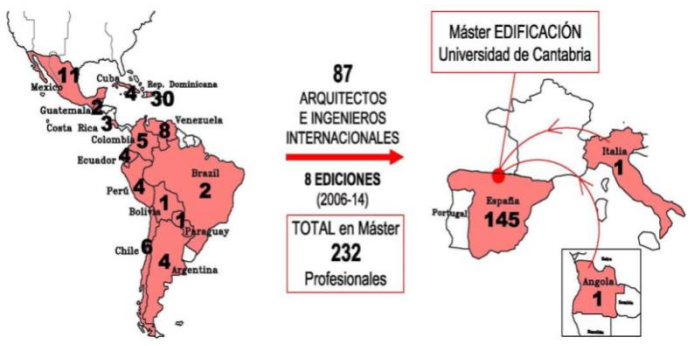 Mexico
11
Cuba
4
Rep. Dominicana
30
Guatemala
2
Costa Rica
3
Venezuela
8
Colombia
5
Ecuador
4
Perú
4
Brazil
2
Bolivia
1
1
Paraguay
Chile
6
4
Argentina
87
ARQUITECTOS
E INGENIEROS
INTERNACIONALES
8 EDICIONES
(2006-14)
TOTAL en Máster
232
Profesionales
Máster EDIFICACIÓN
Universidad de Cantabria
Italia
1
Portugal
España
145
Angola
1